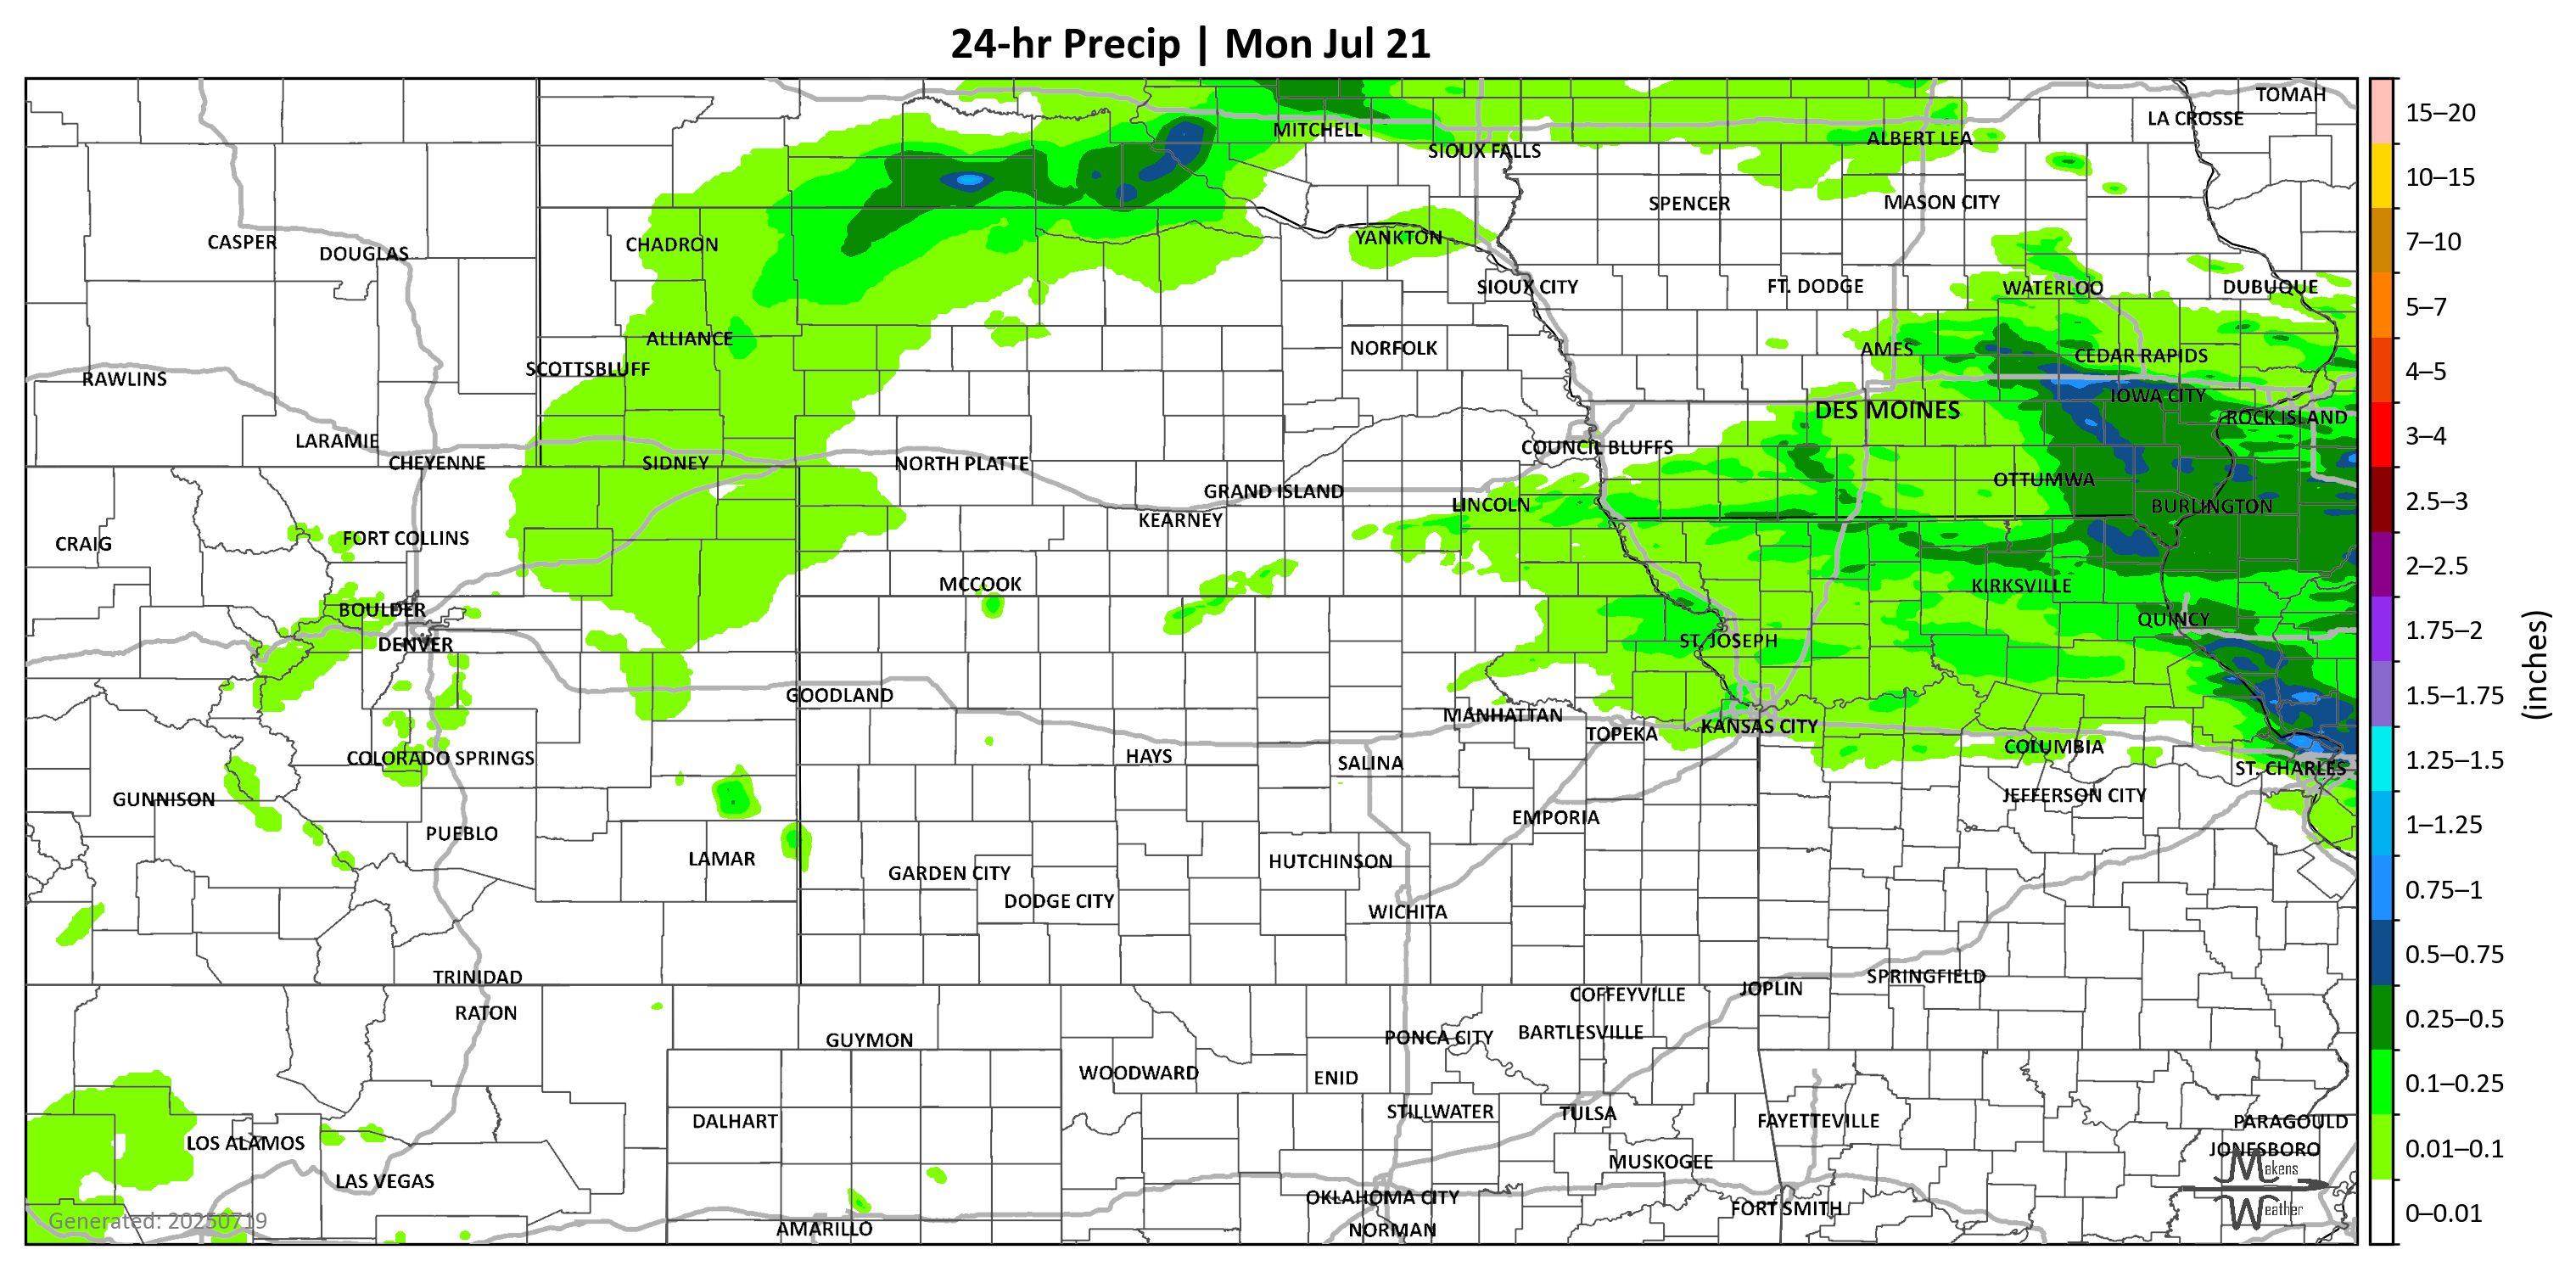 24-hr Precip | Mon Jul 21
TOMAH
LA CROSSE
MITCHELL
ALBERT LEA
SIOUX FALLS
SPENCER
MASON CITY
CASPER
DOUGLAS
CHADRON
YANKTON
SIOUX CITY
FT. DODGE
WATERLOO
DUBUQUE
ALLIANCE
NORFOLK
AMES
CEDAR RAPIDS
SCOTTSBLUFF
RAWLINS
IOWA CITY
DES MOINES
ROCK ISLAND
LARAMIE
COUNCIL BLUFFS
CHEYENNE
SIDNEY
NORTH PLATTE
OTTUMWA
GRAND ISLAND
LINCOLN
BURLINGTON
KEARNEY
CRAIG
FORT COLLINS
MCCOOK
KIRKSVILLE
BOULDER
QUINCY
DENVER
ST. JOSEPH
GOODLAND
MANHATTAN
KANSAS CITY
TOPEKA
COLUMBIA
COLORADO SPRINGS
HAYS
SALINA
ST. CHARLES
GUNNISON
JEFFERSON CITY
EMPORIA
PUEBLO
LAMAR
HUTCHINSON
GARDEN CITY
DODGE CITY
WICHITA
TRINIDAD
SPRINGFIELD
JOPLIN
COFFEYVILLE
RATON
BARTLESVILLE
PONCA CITY
GUYMON
WOODWARD
ENID
STILLWATER
TULSA
DALHART
FAYETTEVILLE
PARAGOULD
LOS ALAMOS
JONESBORO
MUSKOGEE
LAS VEGAS
OKLAHOMA CITY
FORT SMITH
AMARILLO
NORMAN
Generated: 20250719
Makens
Weather
15–20
10–15
7–10
5–7
4–5
3–4
2.5–3
2–2.5
1.75–2
1.5–1.75
1.25–1.5
1–1.25
0.75–1
0.5–0.75
0.25–0.5
0.1–0.25
0.01–0.1
0–0.01
(inches)